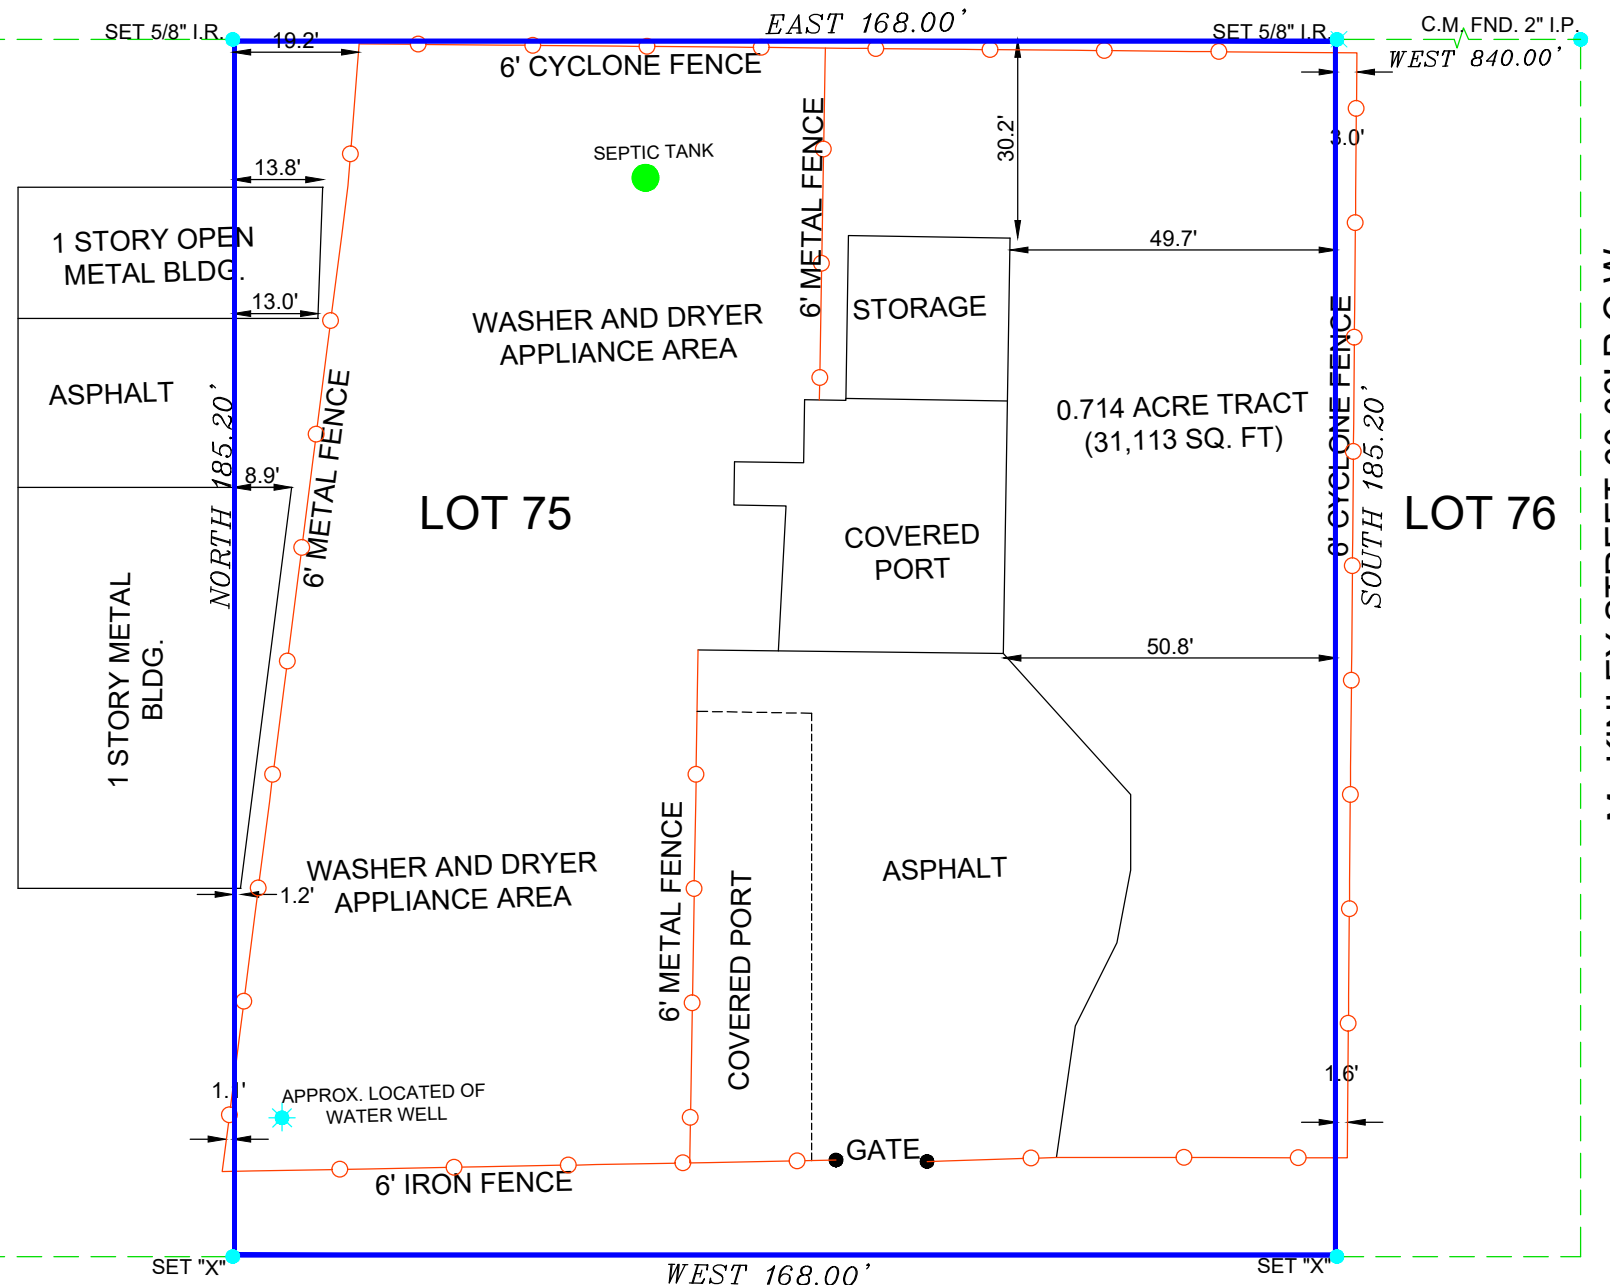 SET 5/8" I.R.
19.2'
EAST 168.00'
SET 5/8" I.R.
C.M. FND. 2" I.P.
WEST 840.00'
6' CYCLONE FENCE
3.0'
30.2'
6' METAL FENCE
SEPTIC TANK
13.8'
1 STORY OPEN
METAL BLDG.
13.0'
49.7'
STORAGE
WASHER AND DRYER
APPLIANCE AREA
ASPHALT
NORTH 185.20'
6' METAL FENCE
8.9'
0.714 ACRE TRACT
(31,113 SQ. FT)
6' CYCLONE FENCE
SOUTH 185.20'
LOT 75
LOT 76
COVERED
PORT
1 STORY METAL
BLDG.
50.8'
WASHER AND DRYER
APPLIANCE AREA
1.2'
6' METAL FENCE
COVERED PORT
ASPHALT
1.1'
APPROX. LOCATED OF
WATER WELL
1.6'
GATE
6' IRON FENCE
SET "X"
WEST 168.00'
SET "X"